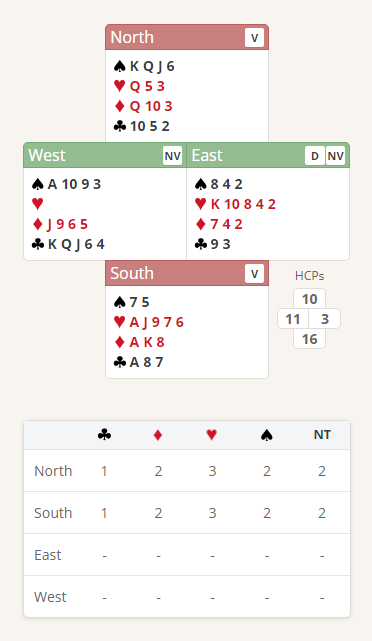 North V
♠ K Q J 6
♥ Q 5 3
♦ Q 10 3
♣ 10 5 2
West NV East D NV
♠ A 10 9 3 ♠ 8 4 2
♥ ♥ K 10 8 4 2
♦ J 9 6 5 ♦ 7 4 2
♣ K Q J 6 4 ♣ 9 3
South V HCPs
♠ 7 5 10
♥ A J 9 7 6 11 3
♦ A K 8 16
♣ A 8 7
♣ ♦ ♥ ♠ NT
North 1 2 3 2 2
South 1 2 3 2 2
East - - - - -
West - - - - -